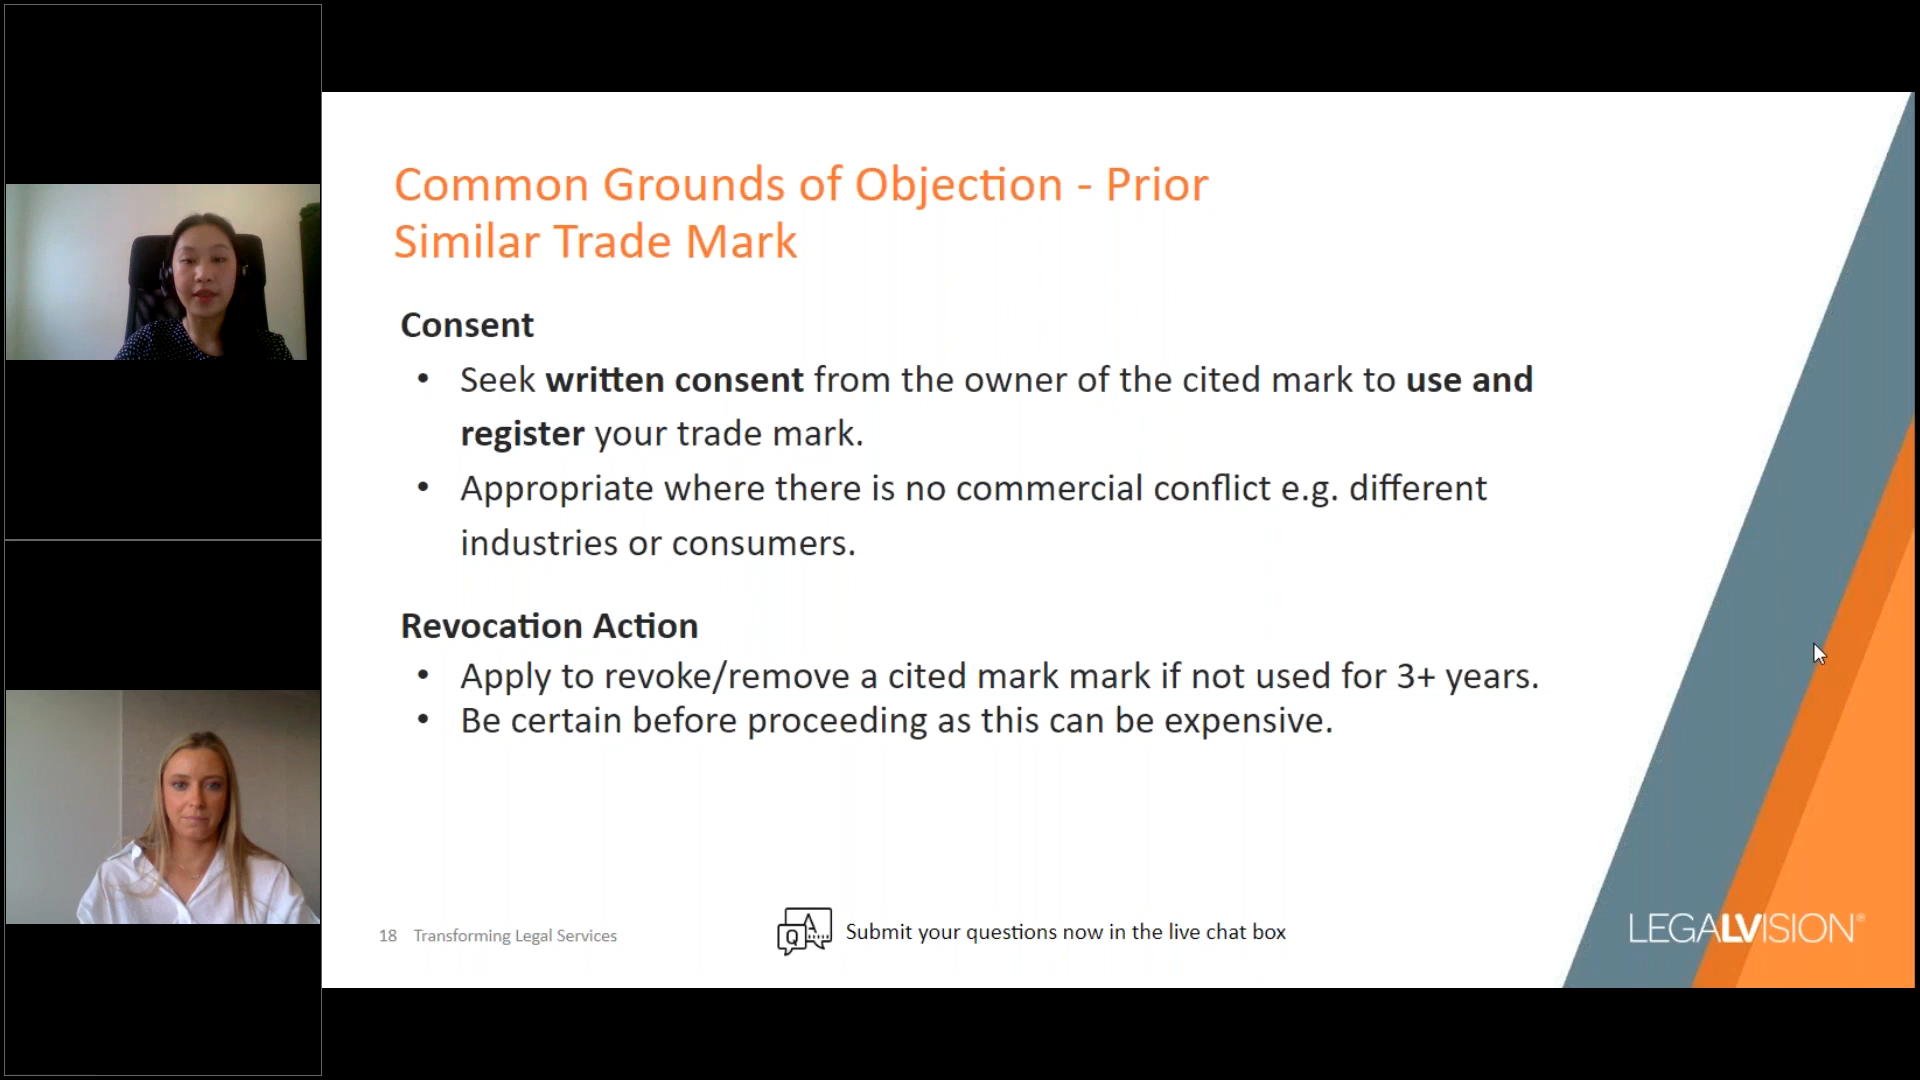 Common Grounds of Objection - Prior
Similar Trade Mark
Consent
• Seek written consent from the owner of the cited mark to use and
register your trade mark.
• Appropriate where there is no commercial conflict e.g. different
industries or consumers.
Revocation Action
• Apply to revoke/remove a cited mark mark if not used for 3+ years.
• Be certain before proceeding as this can be expensive.
18 Transforming Legal Services
Q A
Submit your questions now in the live chat box
LEGALVISION®